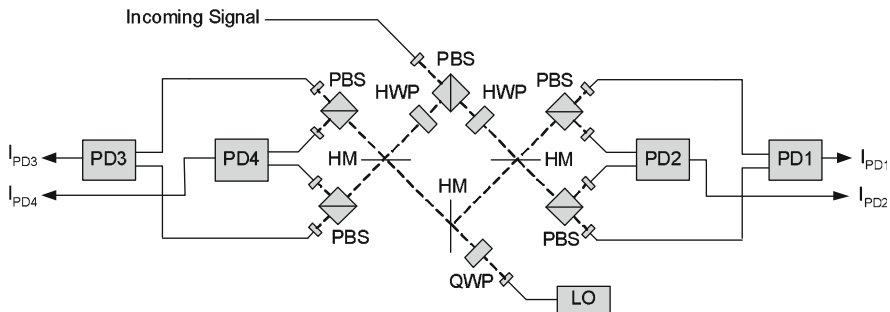 Incoming Signal
PBS
PBS
PBS
HWP
HWP
I_PD3
PD3
PD4
HM
HM
PD2
PD1
I_PD1
I_PD4
HM
I_PD2
PBS
PBS
QWP
LO